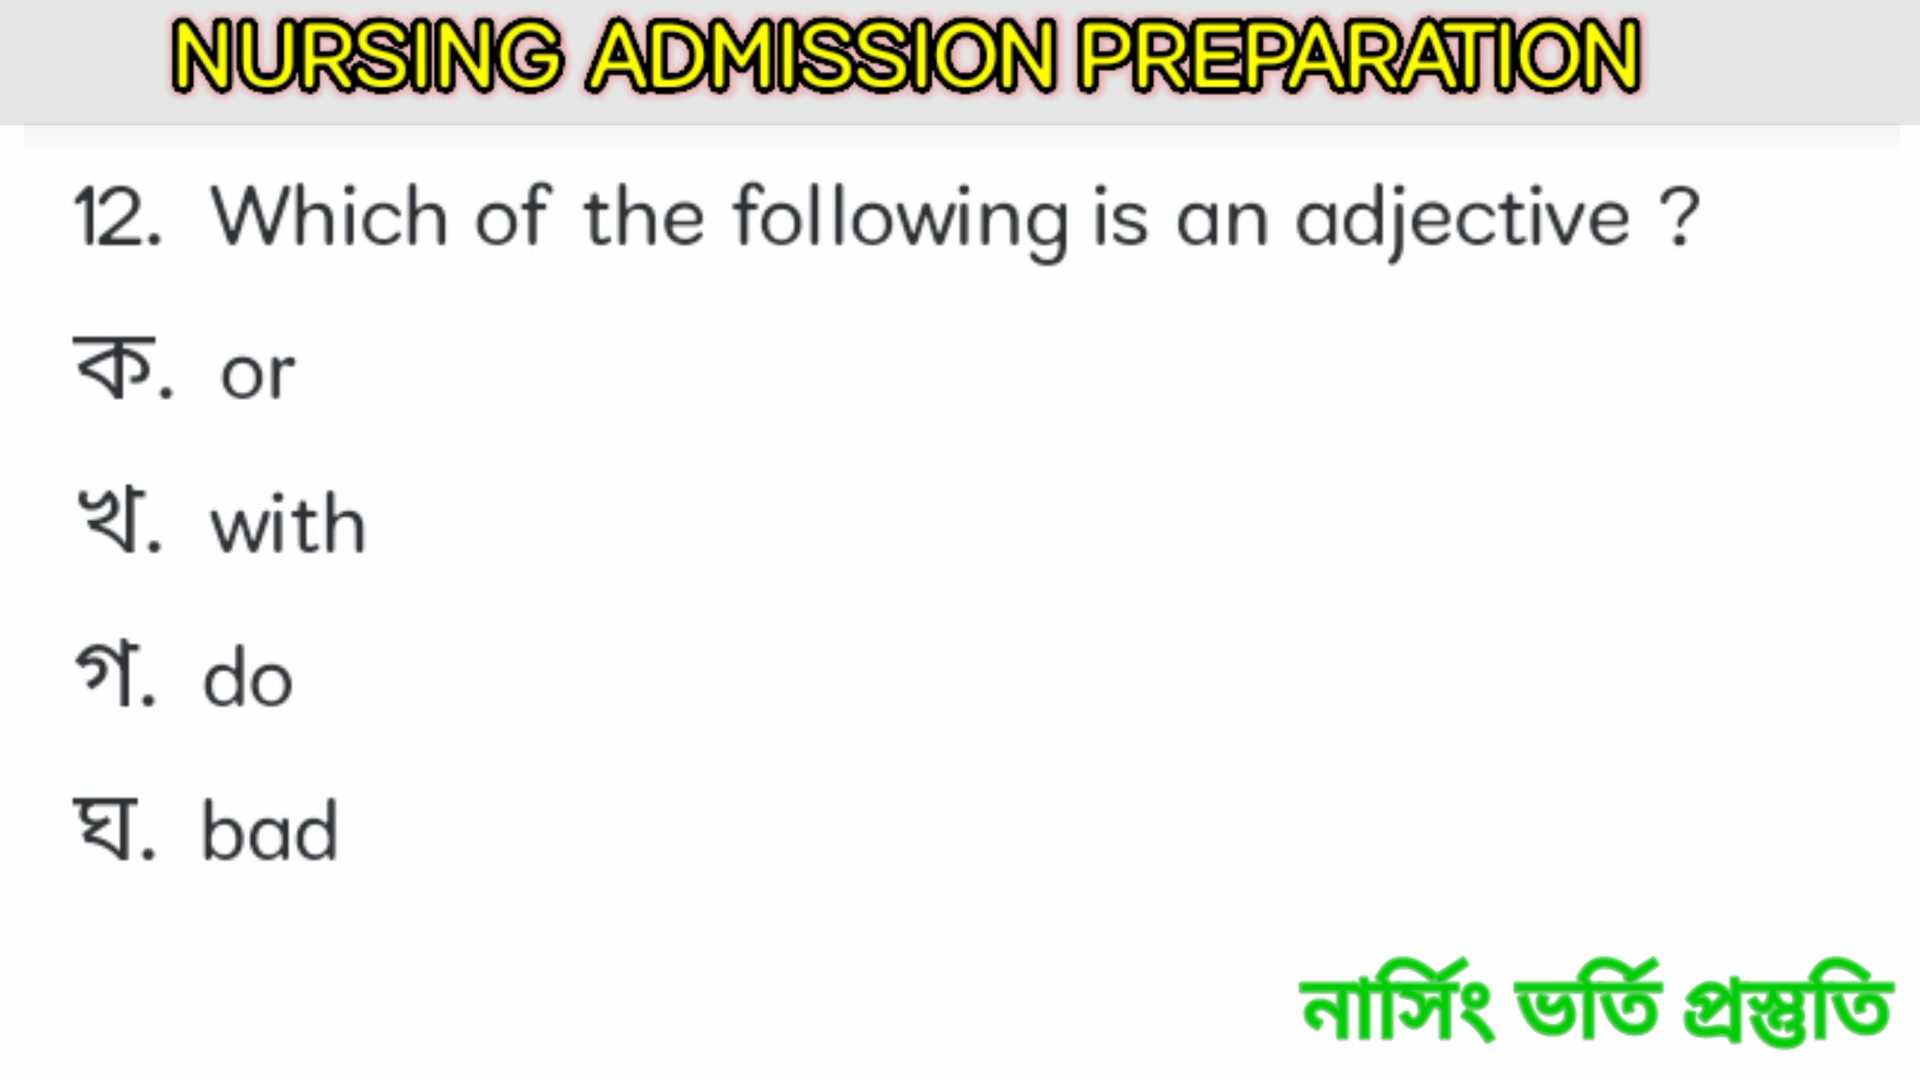 NURSING ADMISSION PREPARATION
12. Which of the following is an adjective ?
ক. or
খ. with
গ. do
ঘ. bad
নার্সিং ভর্তি প্রস্তুতি